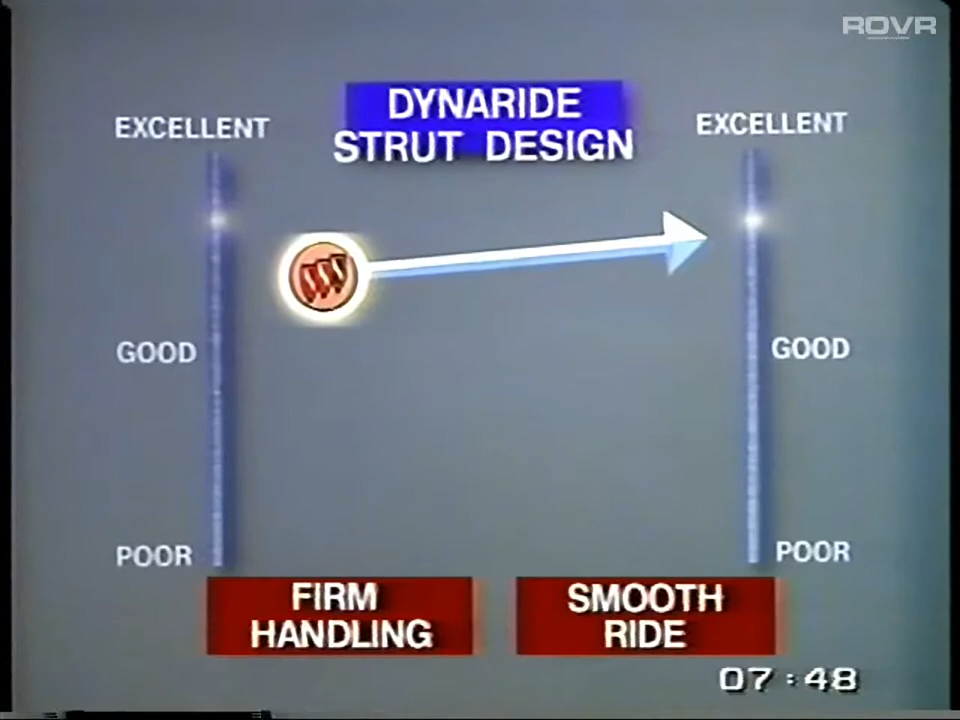 ROVR
DYNARIDE
STRUT DESIGN
EXCELLENT
EXCELLENT
GOOD
GOOD
POOR
POOR
FIRM
HANDLING
SMOOTH
RIDE
07:48